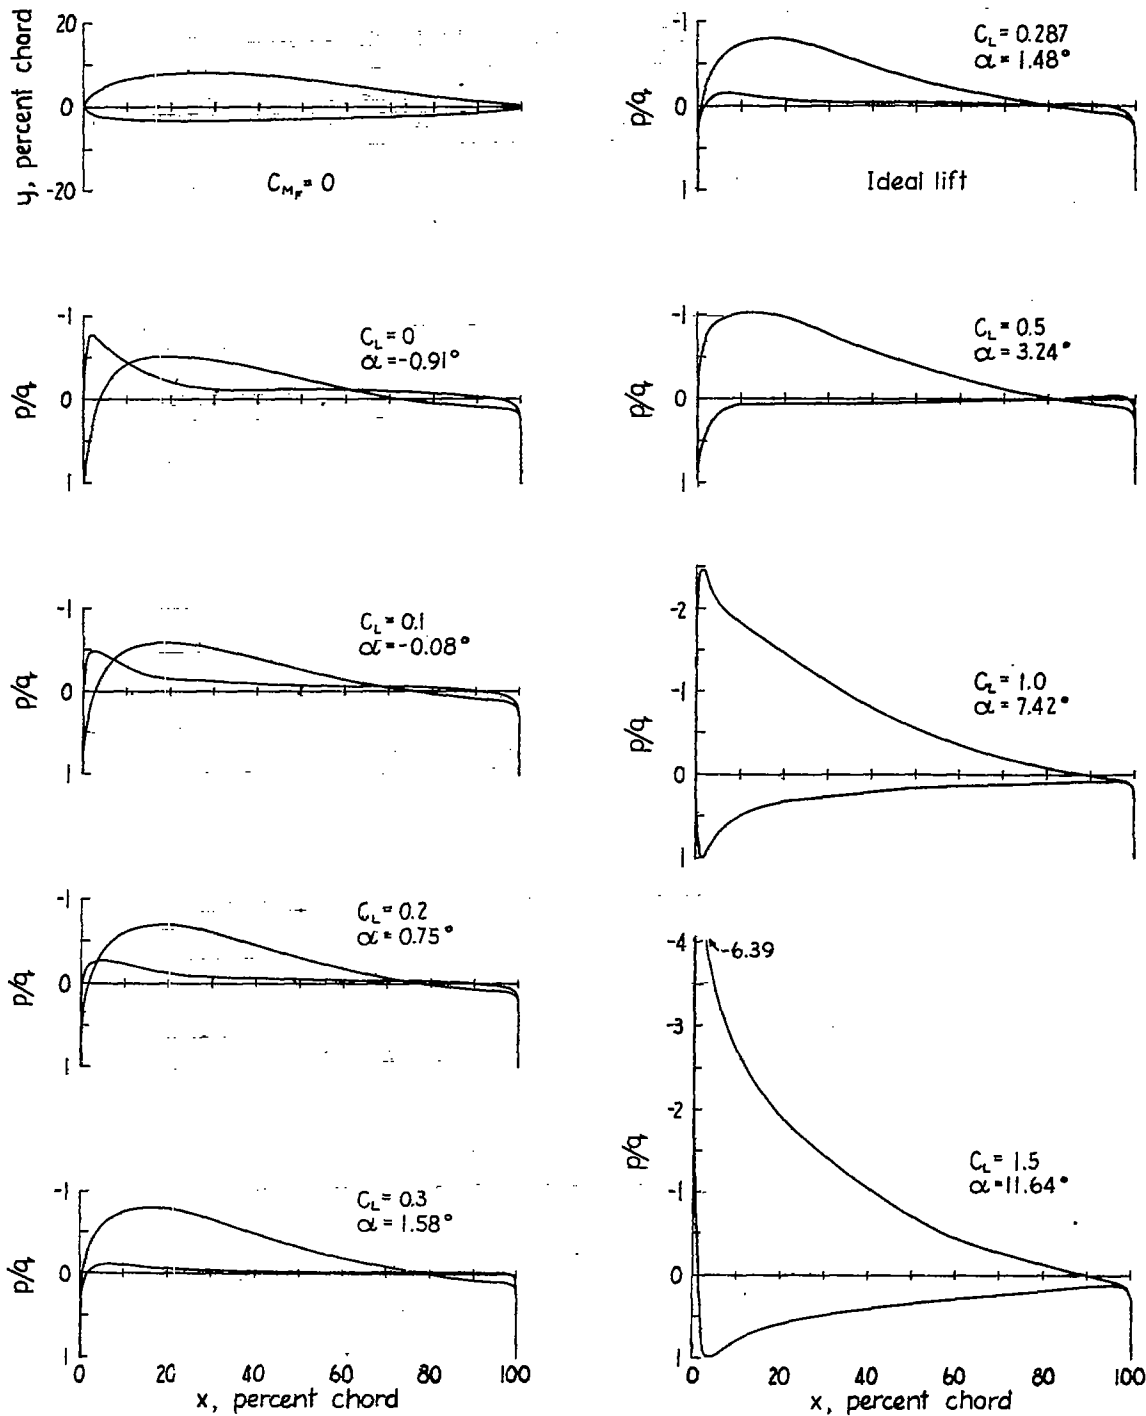 20
0
-20
y, percent chord
C_MF = 0
-1
0
1
p/q
C_L = 0.287
α = 1.48°
Ideal lift
-1
0
1
p/q
C_L = 0
α = -0.91°
-1
0
1
p/q
C_L = 0.5
α = 3.24°
-1
0
1
p/q
C_L = 0.1
α = -0.08°
-2
-1
0
1
p/q
C_L = 1.0
α = 7.42°
-1
0
1
p/q
C_L = 0.2
α = 0.75°
-4
-3
-2
-1
0
1
p/q
-6.39
C_L = 1.5
α = 11.64°
-1
0
1
p/q
C_L = 0.3
α = 1.58°
0 20 40 60 80 100
x, percent chord
0 20 40 60 80 100
x, percent chord